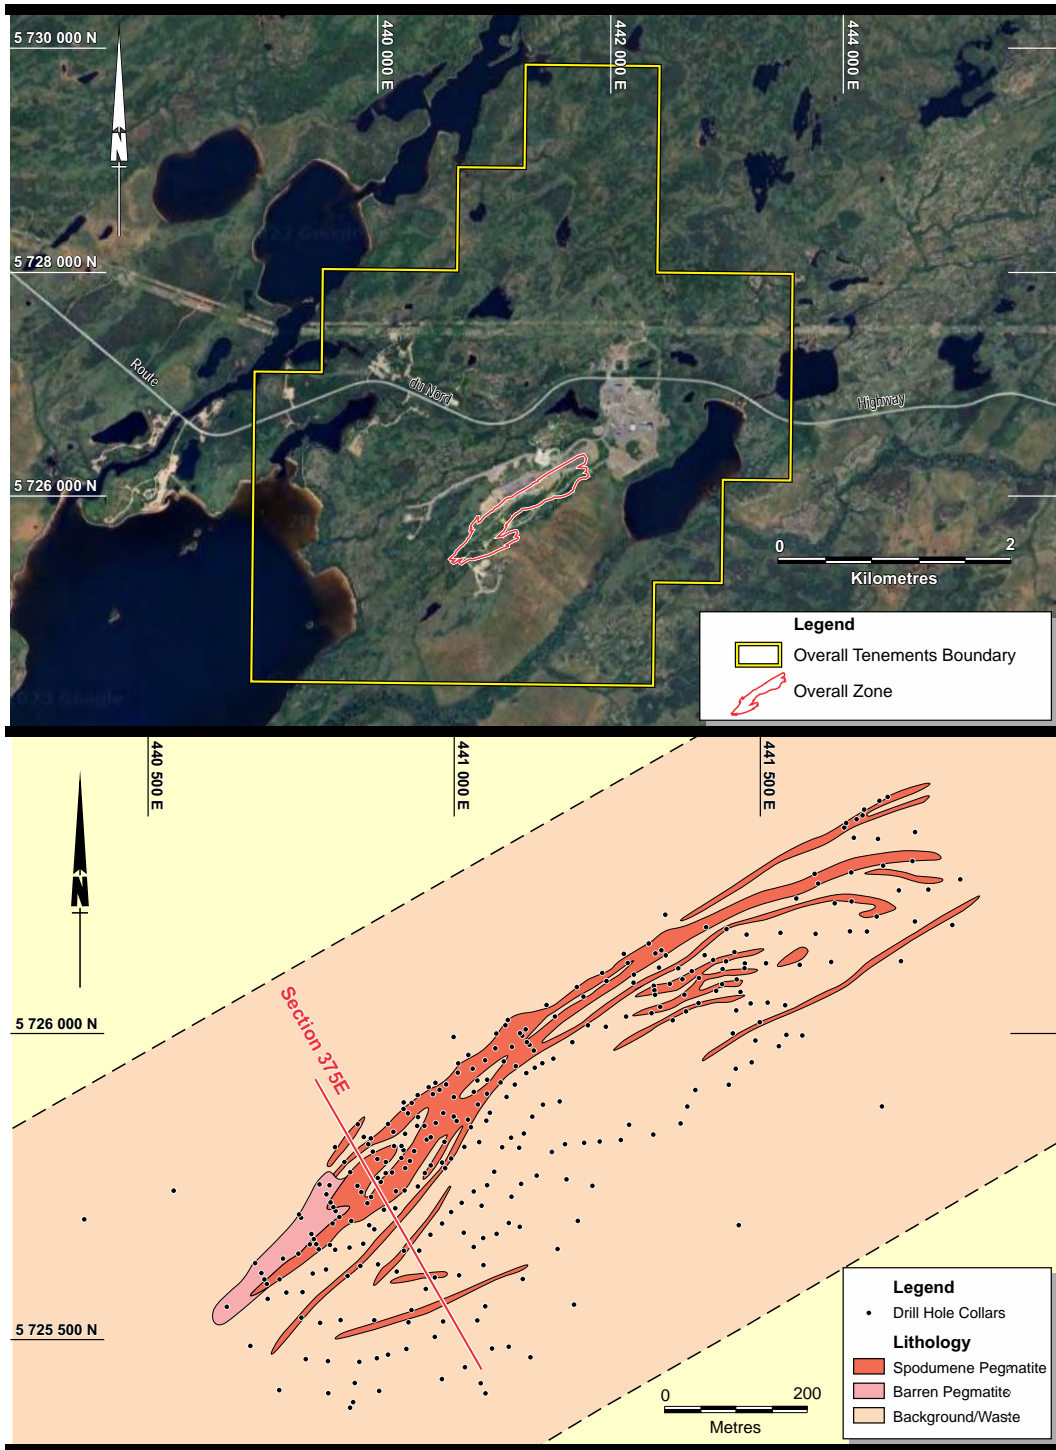 5 730 000 N
440 000 E
442 000 E
444 000 E
N
5 728 000 N
Route
du Nord
Highway
5 726 000 N
0 2
Kilometres
Legend
Overall Tenements Boundary
Overall Zone
440 500 E
441 000 E
441 500 E
N
5 726 000 N
Section 375E
5 725 500 N
Legend
Drill Hole Collars
Lithology
Spodumene Pegmatite
Barren Pegmatite
Background/Waste
0 200
Metres